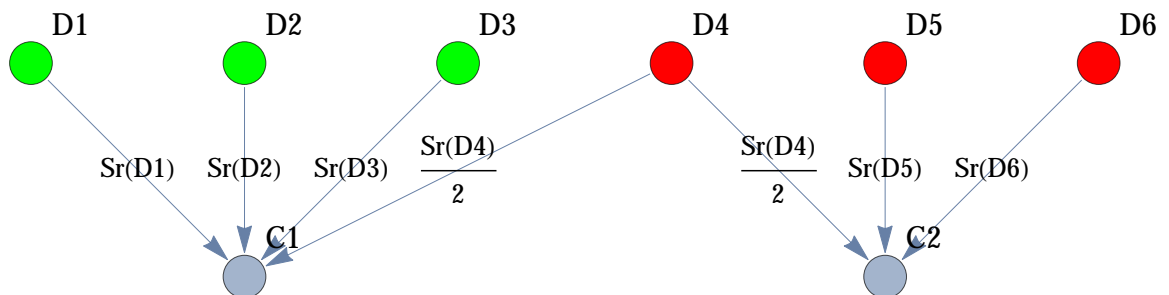 D1
D2
D3
D4
D5
D6
Sr(D1)
Sr(D2)
Sr(D3)
Sr(D4)
2
Sr(D4)
2
Sr(D5)
Sr(D6)
C1
C2